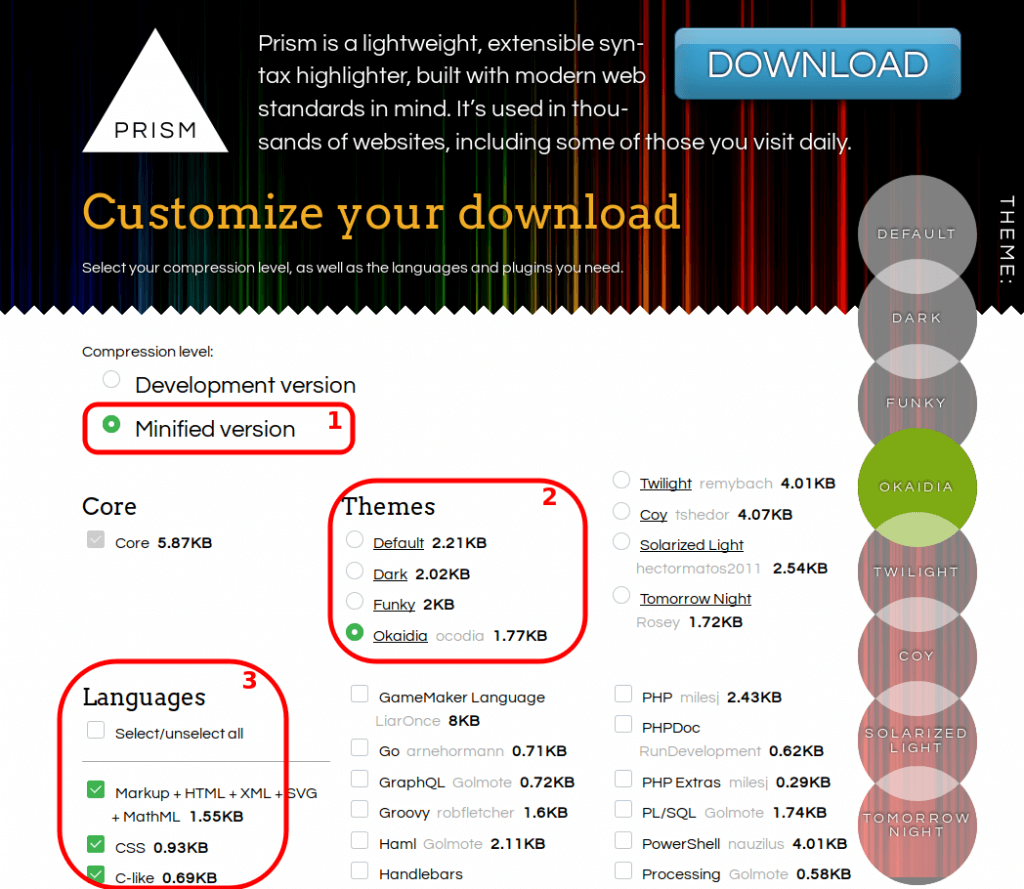 PRISM
Prism is a lightweight, extensible syn-
tax highlighter, built with modern web
standards in mind. It’s used in thou-
sands of websites, including some of those you visit daily.
DOWNLOAD
Customize your download
Select your compression level, as well as the languages and plugins you need.
THEME:
DEFAULT
DARK
FUNKY
OKAIDIA
TWILIGHT
COY
SOLARIZED
LIGHT
TOMORROW
NIGHT
Compression level:
Development version
Minified version 1
Core
Core 5.87KB
Themes 2
Default 2.21KB
Dark 2.02KB
Funky 2KB
Okaidia ocodia 1.77KB
Twilight remybach 4.01KB
Coy tshedor 4.07KB
Solarized Light
hectormatos2011 2.54KB
Tomorrow Night
Rosey 1.72KB
Languages 3
Select/unselect all
Markup + HTML + XML + SVG
+ MathML 1.55KB
CSS 0.93KB
C-like 0.69KB
GameMaker Language
LiarOnce 8KB
Go arnehormann 0.71KB
GraphQL Golmote 0.72KB
Groovy robfletcher 1.6KB
Haml Golmote 2.11KB
Handlebars
PHP milesj 2.43KB
PHPDoc
RunDevelopment 0.62KB
PHP Extras milesj 0.29KB
PL/SQL Golmote 1.74KB
PowerShell nauzilus 4.01KB
Processing Golmote 0.58KB